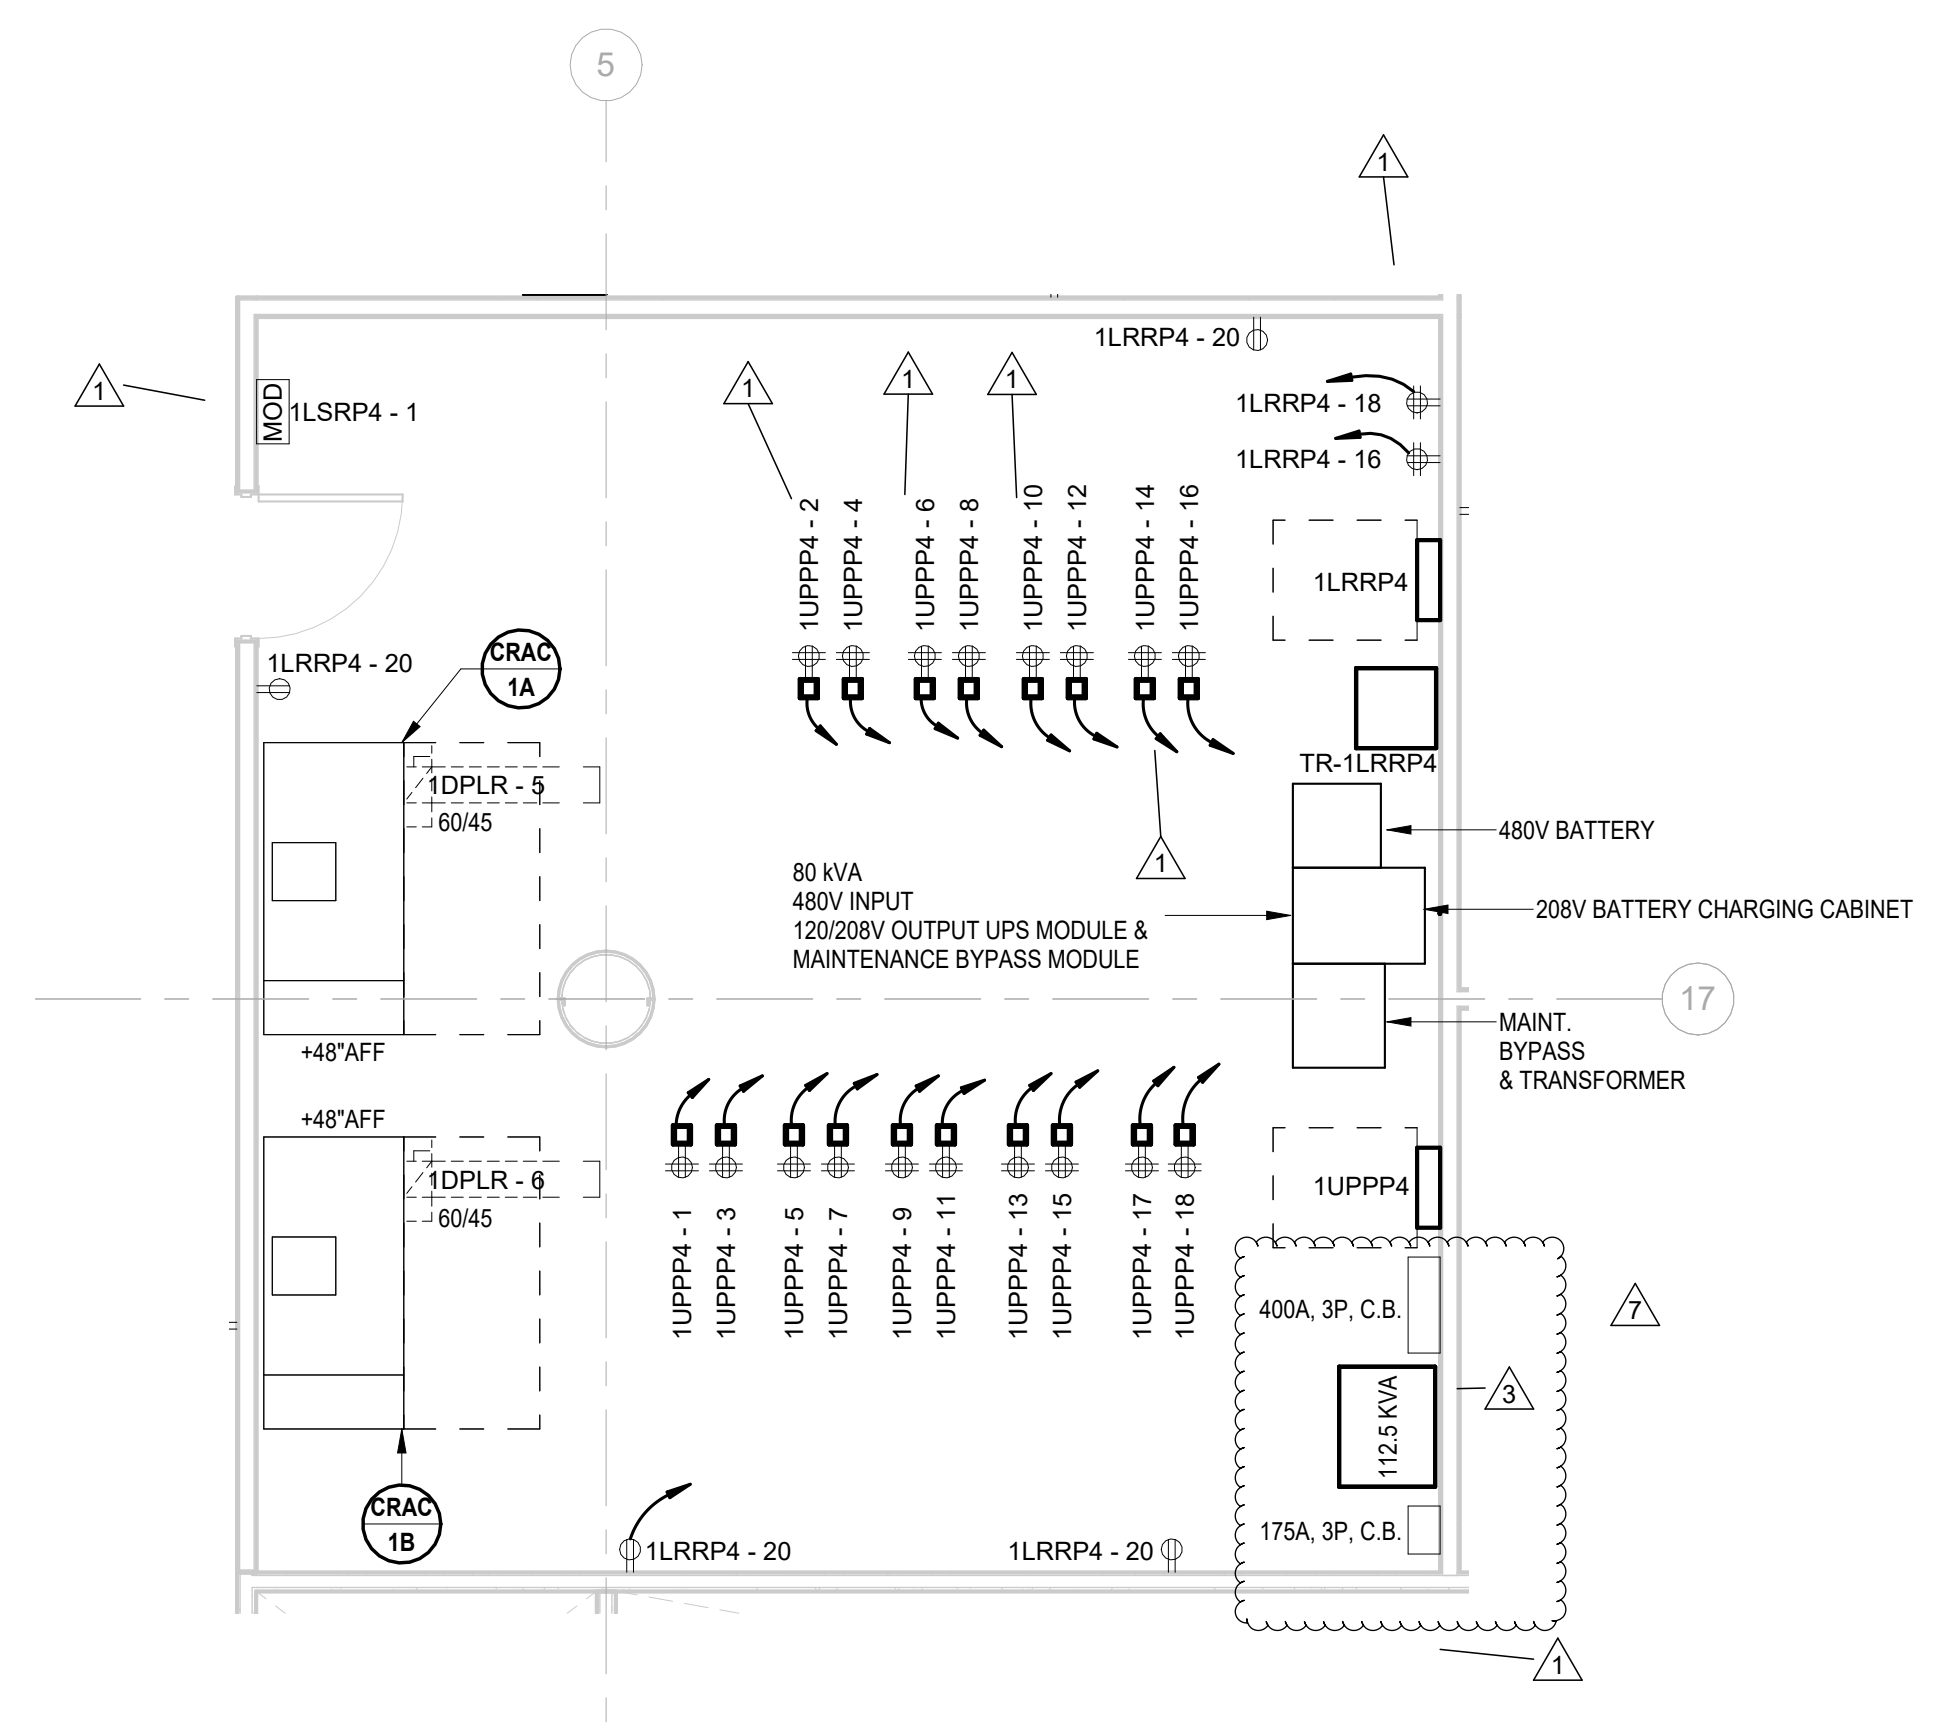 5
1
1LRRP4 - 20
1
1
1
1
1LRRP4 - 18
MOD
1LSRP4 - 1
1LRRP4 - 16
1UPPP4 - 2
1UPPP4 - 4
1UPPP4 - 6
1UPPP4 - 8
1UPPP4 - 10
1UPPP4 - 12
1UPPP4 - 14
1UPPP4 - 16
1LRRP4
1LRRP4 - 20
CRAC
1A
TR-1LRRP4
1DPLR - 5
60/45
480V BATTERY
1
80 kVA
480V INPUT
120/208V OUTPUT UPS MODULE &
MAINTENANCE BYPASS MODULE
208V BATTERY CHARGING CABINET
17
MAINT.
BYPASS
& TRANSFORMER
+48"AFF
+48"AFF
1DPLR - 6
60/45
1UPPP4
1UPPP4 - 1
1UPPP4 - 3
1UPPP4 - 5
1UPPP4 - 7
1UPPP4 - 9
1UPPP4 - 11
1UPPP4 - 13
1UPPP4 - 15
1UPPP4 - 17
1UPPP4 - 18
400A, 3P, C.B.
7
3
112.5 KVA
CRAC
1B
175A, 3P, C.B.
1LRRP4 - 20
1LRRP4 - 20
1